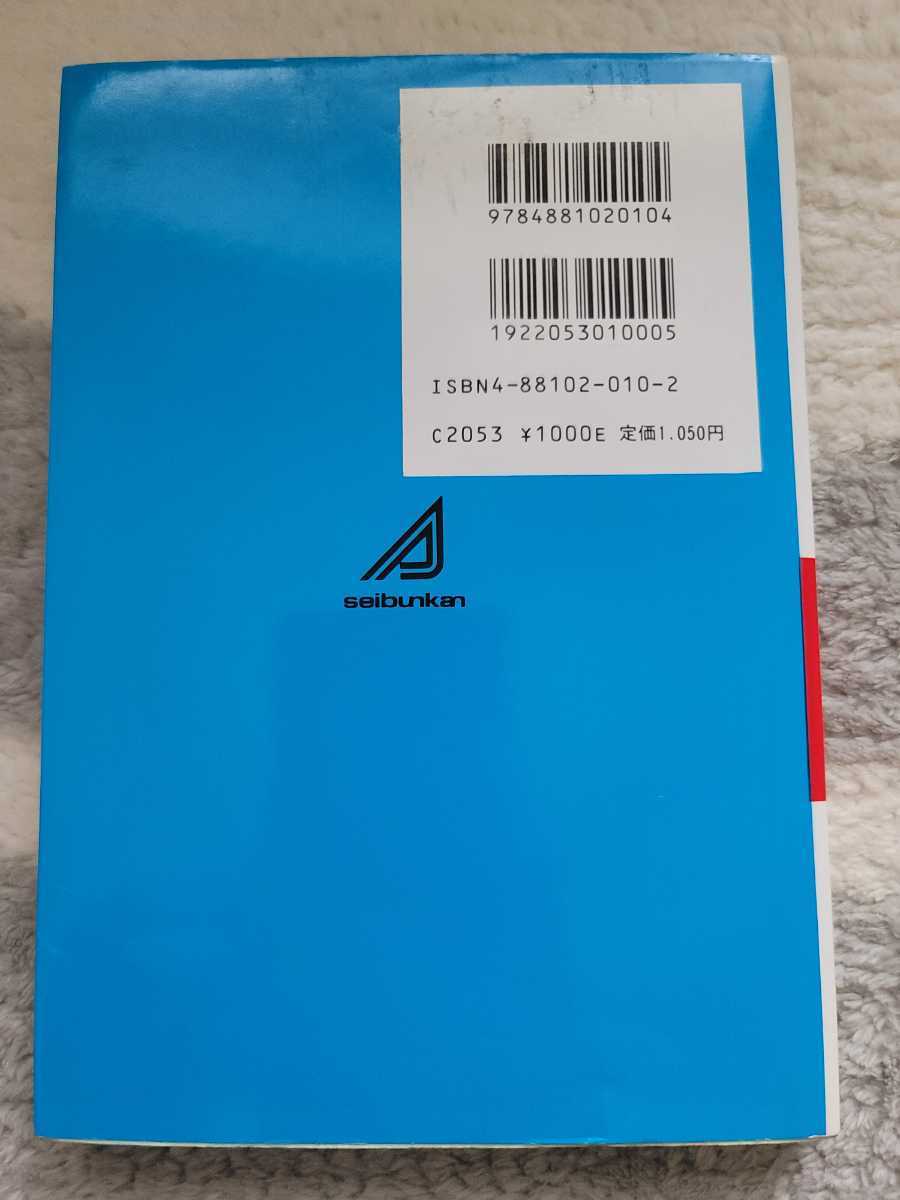 9784881020104
1922053010005
ISBN4-88102-010-2
C2053 ¥1000E 定価1.050円
seibunkan